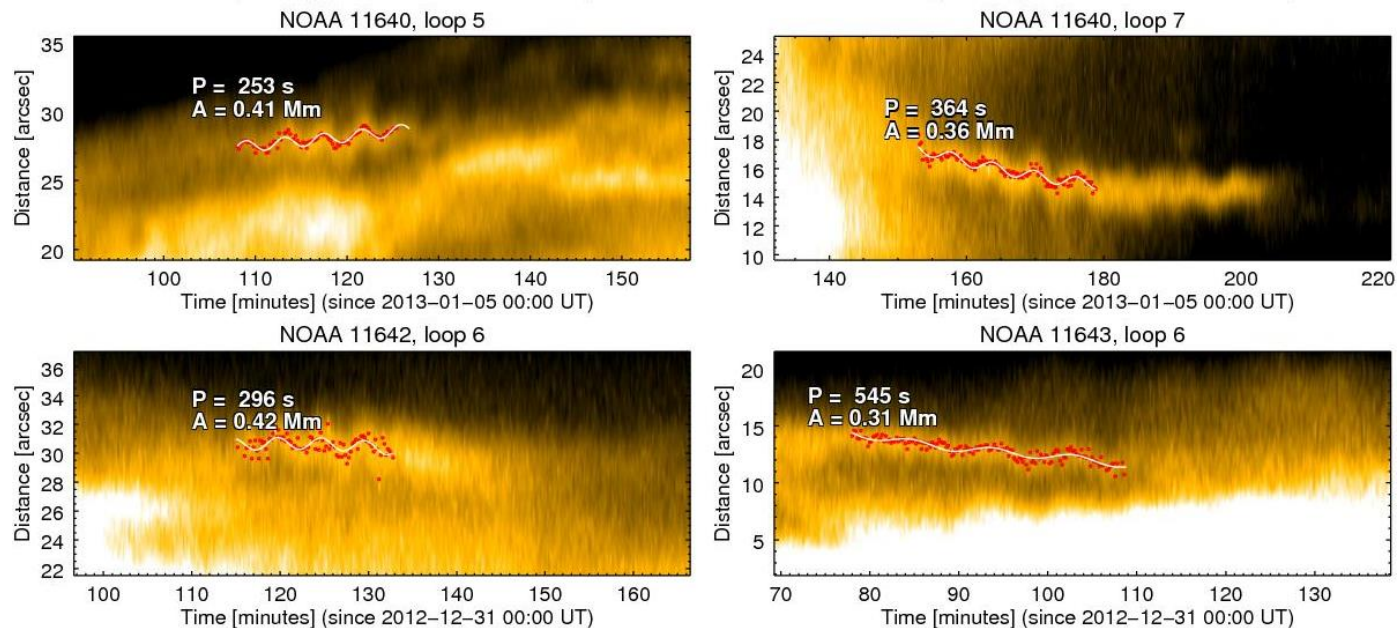 NOAA 11640, loop 5
P = 253 s
A = 0.41 Mm
Distance [arcsec]
35
30
25
20
100 110 120 130 140 150
Time [minutes] (since 2013-01-05 00:00 UT)
NOAA 11640, loop 7
P = 364 s
A = 0.36 Mm
Distance [arcsec]
24
22
20
18
16
14
12
10
140 160 180 200 220
Time [minutes] (since 2013-01-05 00:00 UT)
NOAA 11642, loop 6
P = 296 s
A = 0.42 Mm
Distance [arcsec]
36
34
32
30
28
26
24
22
100 110 120 130 140 150 160
Time [minutes] (since 2012-12-31 00:00 UT)
NOAA 11643, loop 6
P = 545 s
A = 0.31 Mm
Distance [arcsec]
20
15
10
5
70 80 90 100 110 120 130
Time [minutes] (since 2012-12-31 00:00 UT)